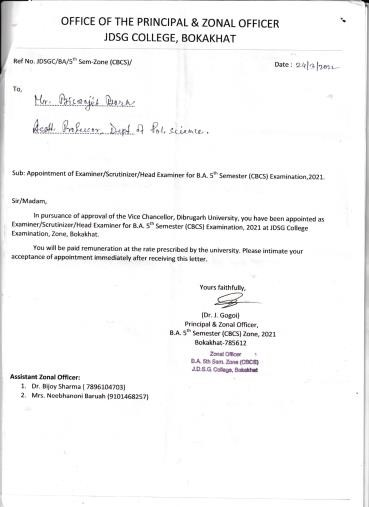 OFFICE OF THE PRINCIPAL & ZONAL OFFICER
JDSG COLLEGE, BOKAKHAT
Ref No. JDSGC/BA/5th Sem-Zone (CBCS)/
Date : 24/2/2022
To,
Mr. Biswajit Bora
Asstt. Professor, Dept of Pol. science.
Sub: Appointment of Examiner/Scrutinizer/Head Examiner for B.A. 5th Semester (CBCS) Examination,2021.
Sir/Madam,
In pursuance of approval of the Vice Chancellor, Dibrugarh University, you have been appointed as
Examiner/Scrutinizer/Head Examiner for B.A. 5th Semester (CBCS) Examination, 2021 at JDSG College
Examination, Zone, Bokakhat.
You will be paid remuneration at the rate prescribed by the university. Please intimate your
acceptance of appointment immediately after receiving this letter.
Yours faithfully,
(Dr. J. Gogoi)
Principal & Zonal Officer,
B.A. 5th Semester (CBCS) Zone, 2021
Bokakhat-785612
Zonal Officer
B.A. 5th Sem. Zone (CBCS)
J.D.S.G. College, Bokakhat
Assistant Zonal Officer:
1. Dr. Bijoy Sharma ( 7896104703)
2. Mrs. Neebhanoni Baruah (9101468257)